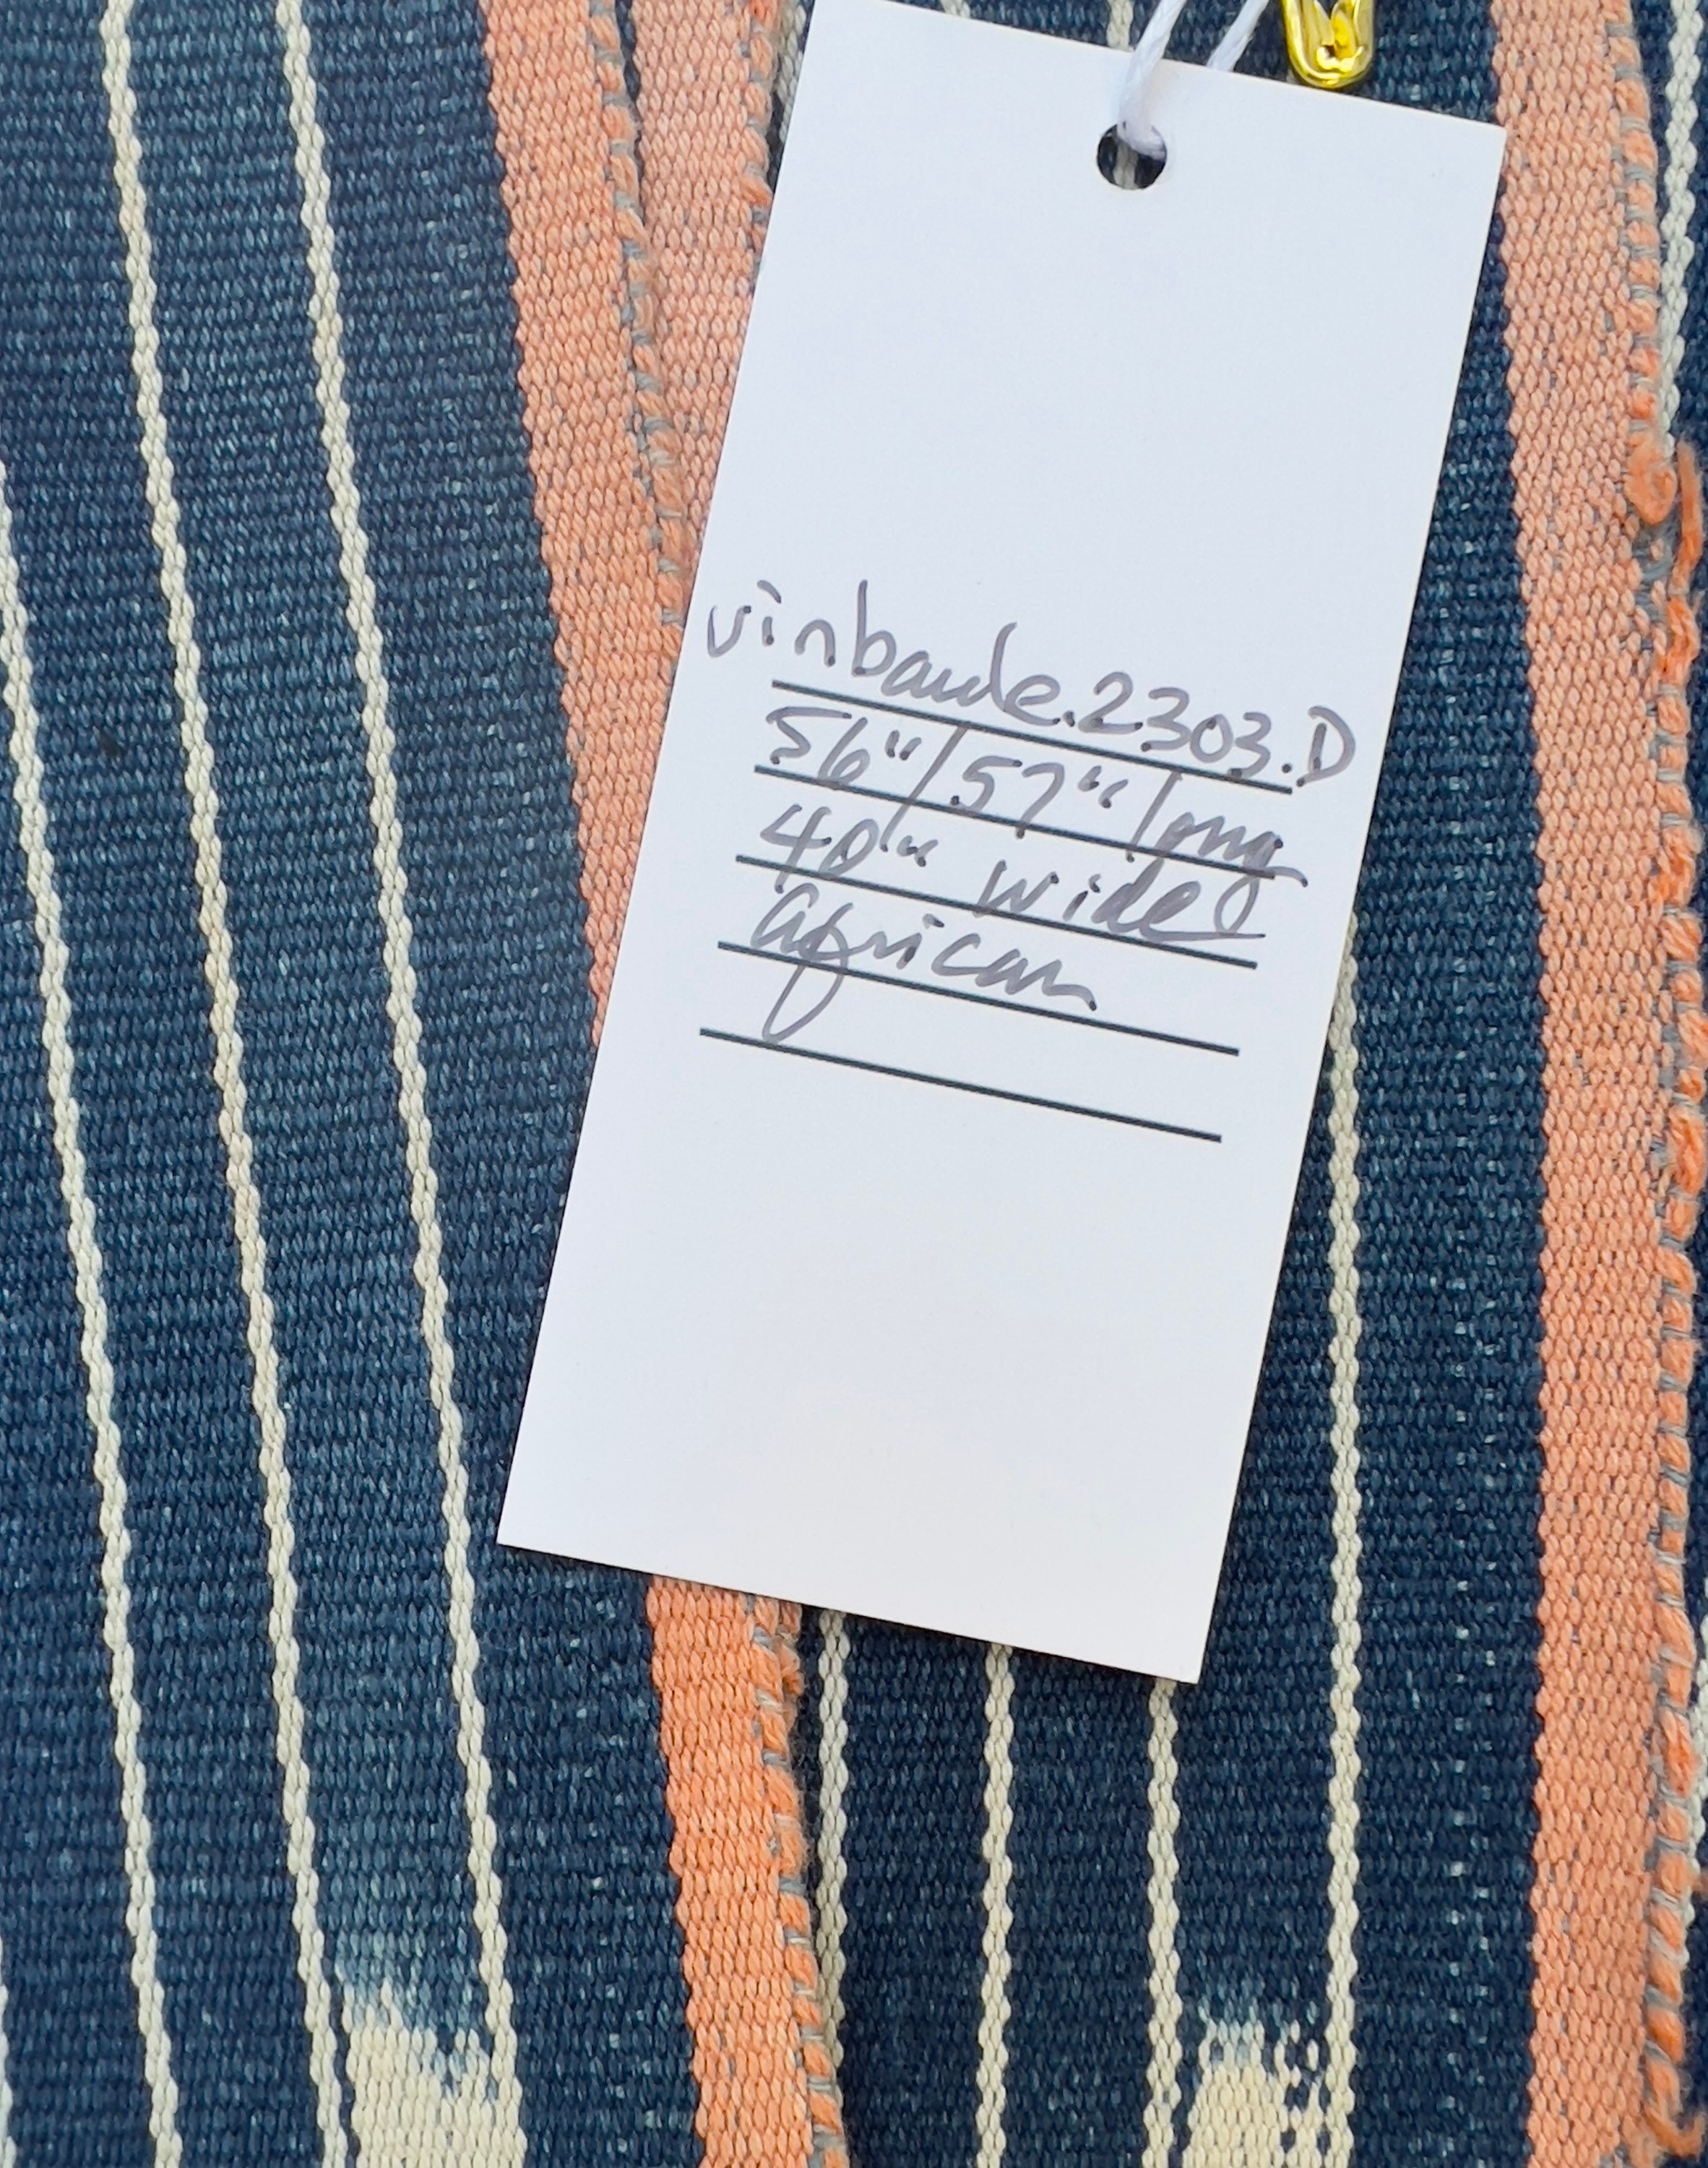 vinbaule.2303.D
56"/57" long
40" wide
african